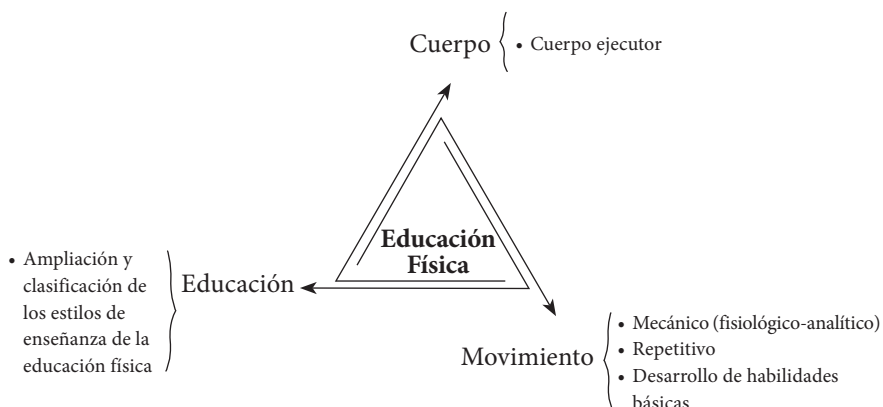 Cuerpo
• Cuerpo ejecutor
Educación
Física
• Ampliación y
clasificación de
los estilos de
enseñanza de la
educación física
Educación
Movimiento
• Mecánico (fisiológico-analítico)
• Repetitivo
• Desarrollo de habilidades
básicas